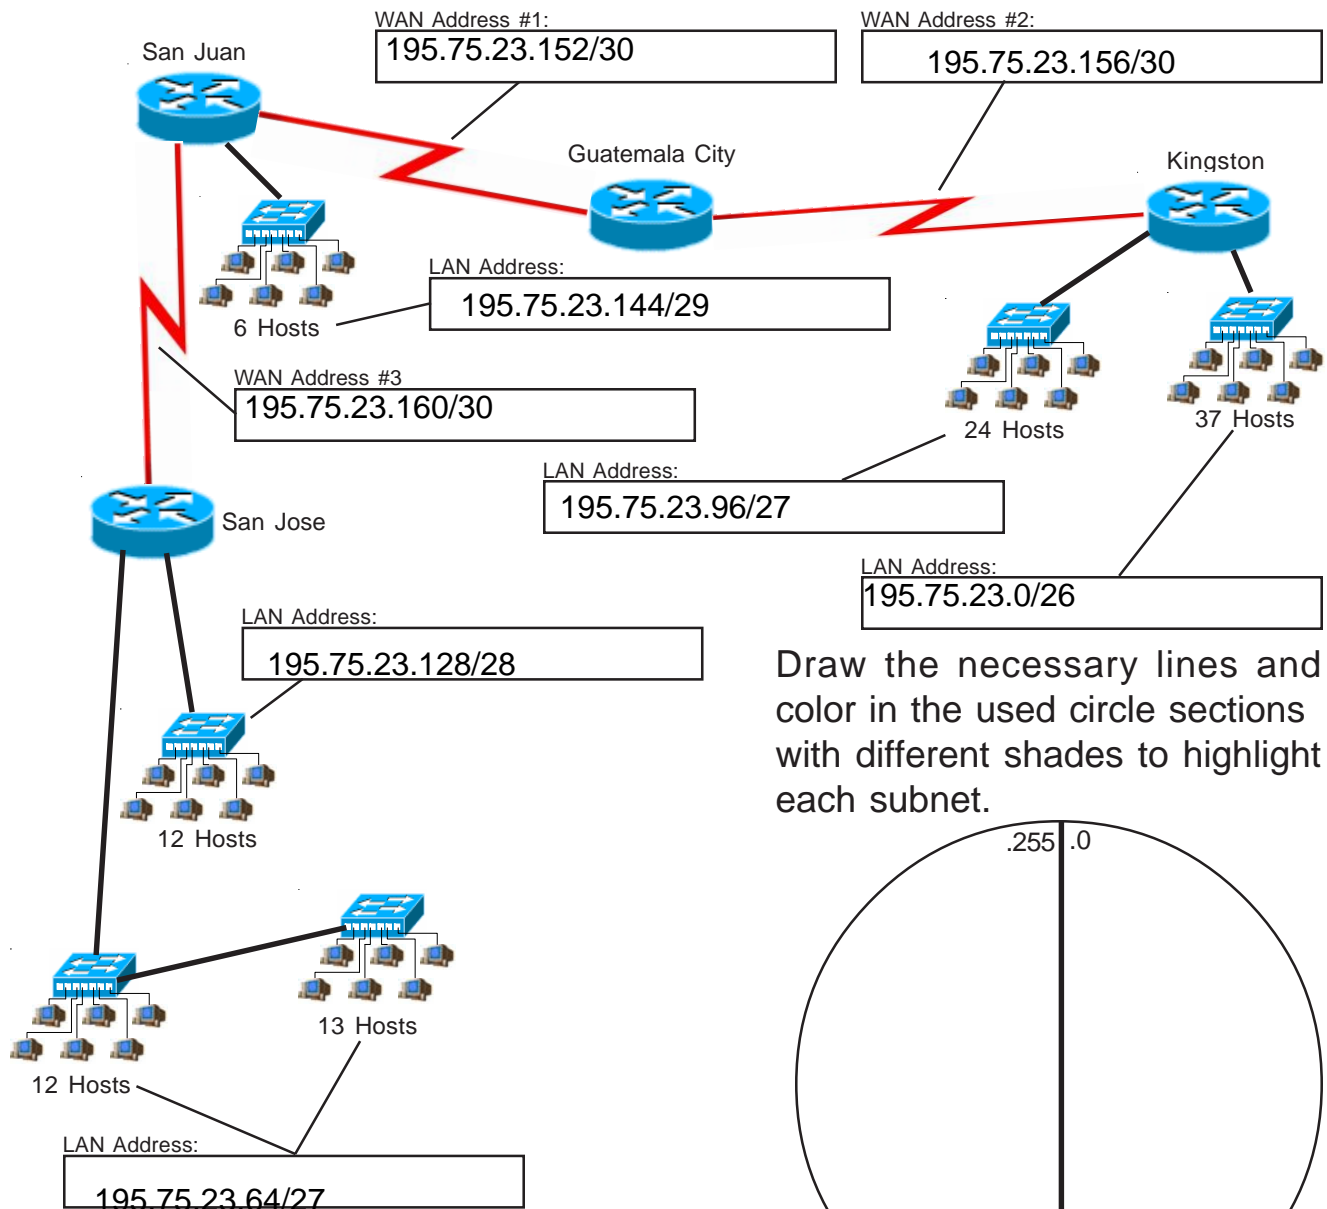 WAN Address #1:
195.75.23.152/30
WAN Address #2:
195.75.23.156/30
San Juan
Guatemala City
Kingston
LAN Address:
195.75.23.144/29
6 Hosts
WAN Address #3
195.75.23.160/30
24 Hosts
37 Hosts
LAN Address:
195.75.23.96/27
San Jose
LAN Address:
195.75.23.0/26
LAN Address:
195.75.23.128/28
Draw the necessary lines and
color in the used circle sections
with different shades to highlight
each subnet.
12 Hosts
.255 .0
13 Hosts
12 Hosts
LAN Address:
195.75.23.64/27